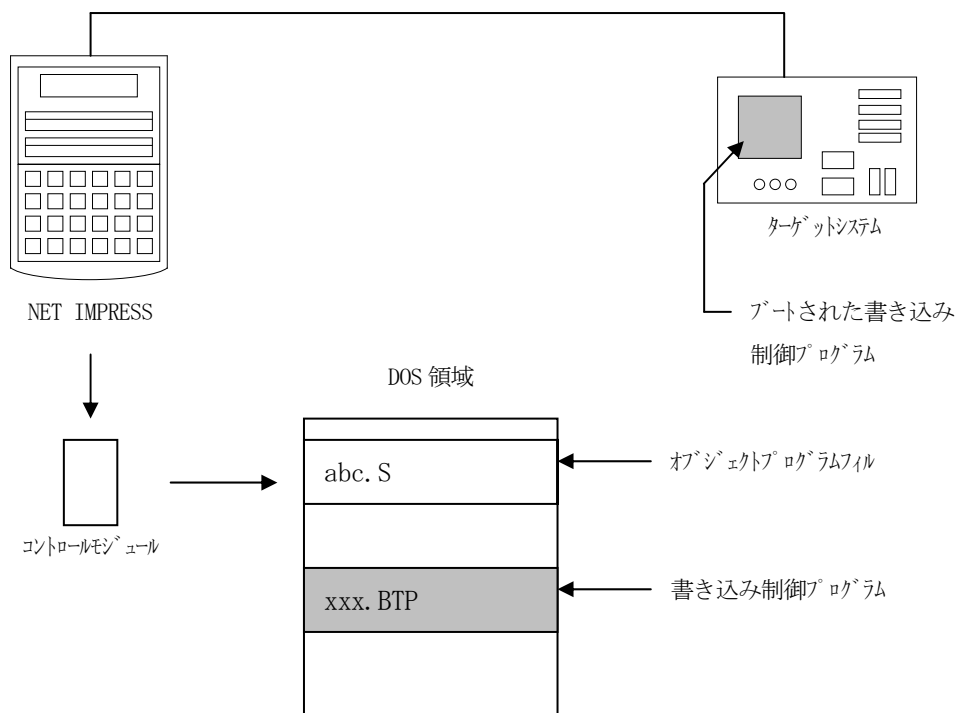 NET IMPRESS
ターゲットシステム
ブートされた書き込み
制御プログラム
DOS 領域
コントロールモジュール
abc.S
オブジェクトプログラムフィル
xxx.BTP
書き込み制御プログラム